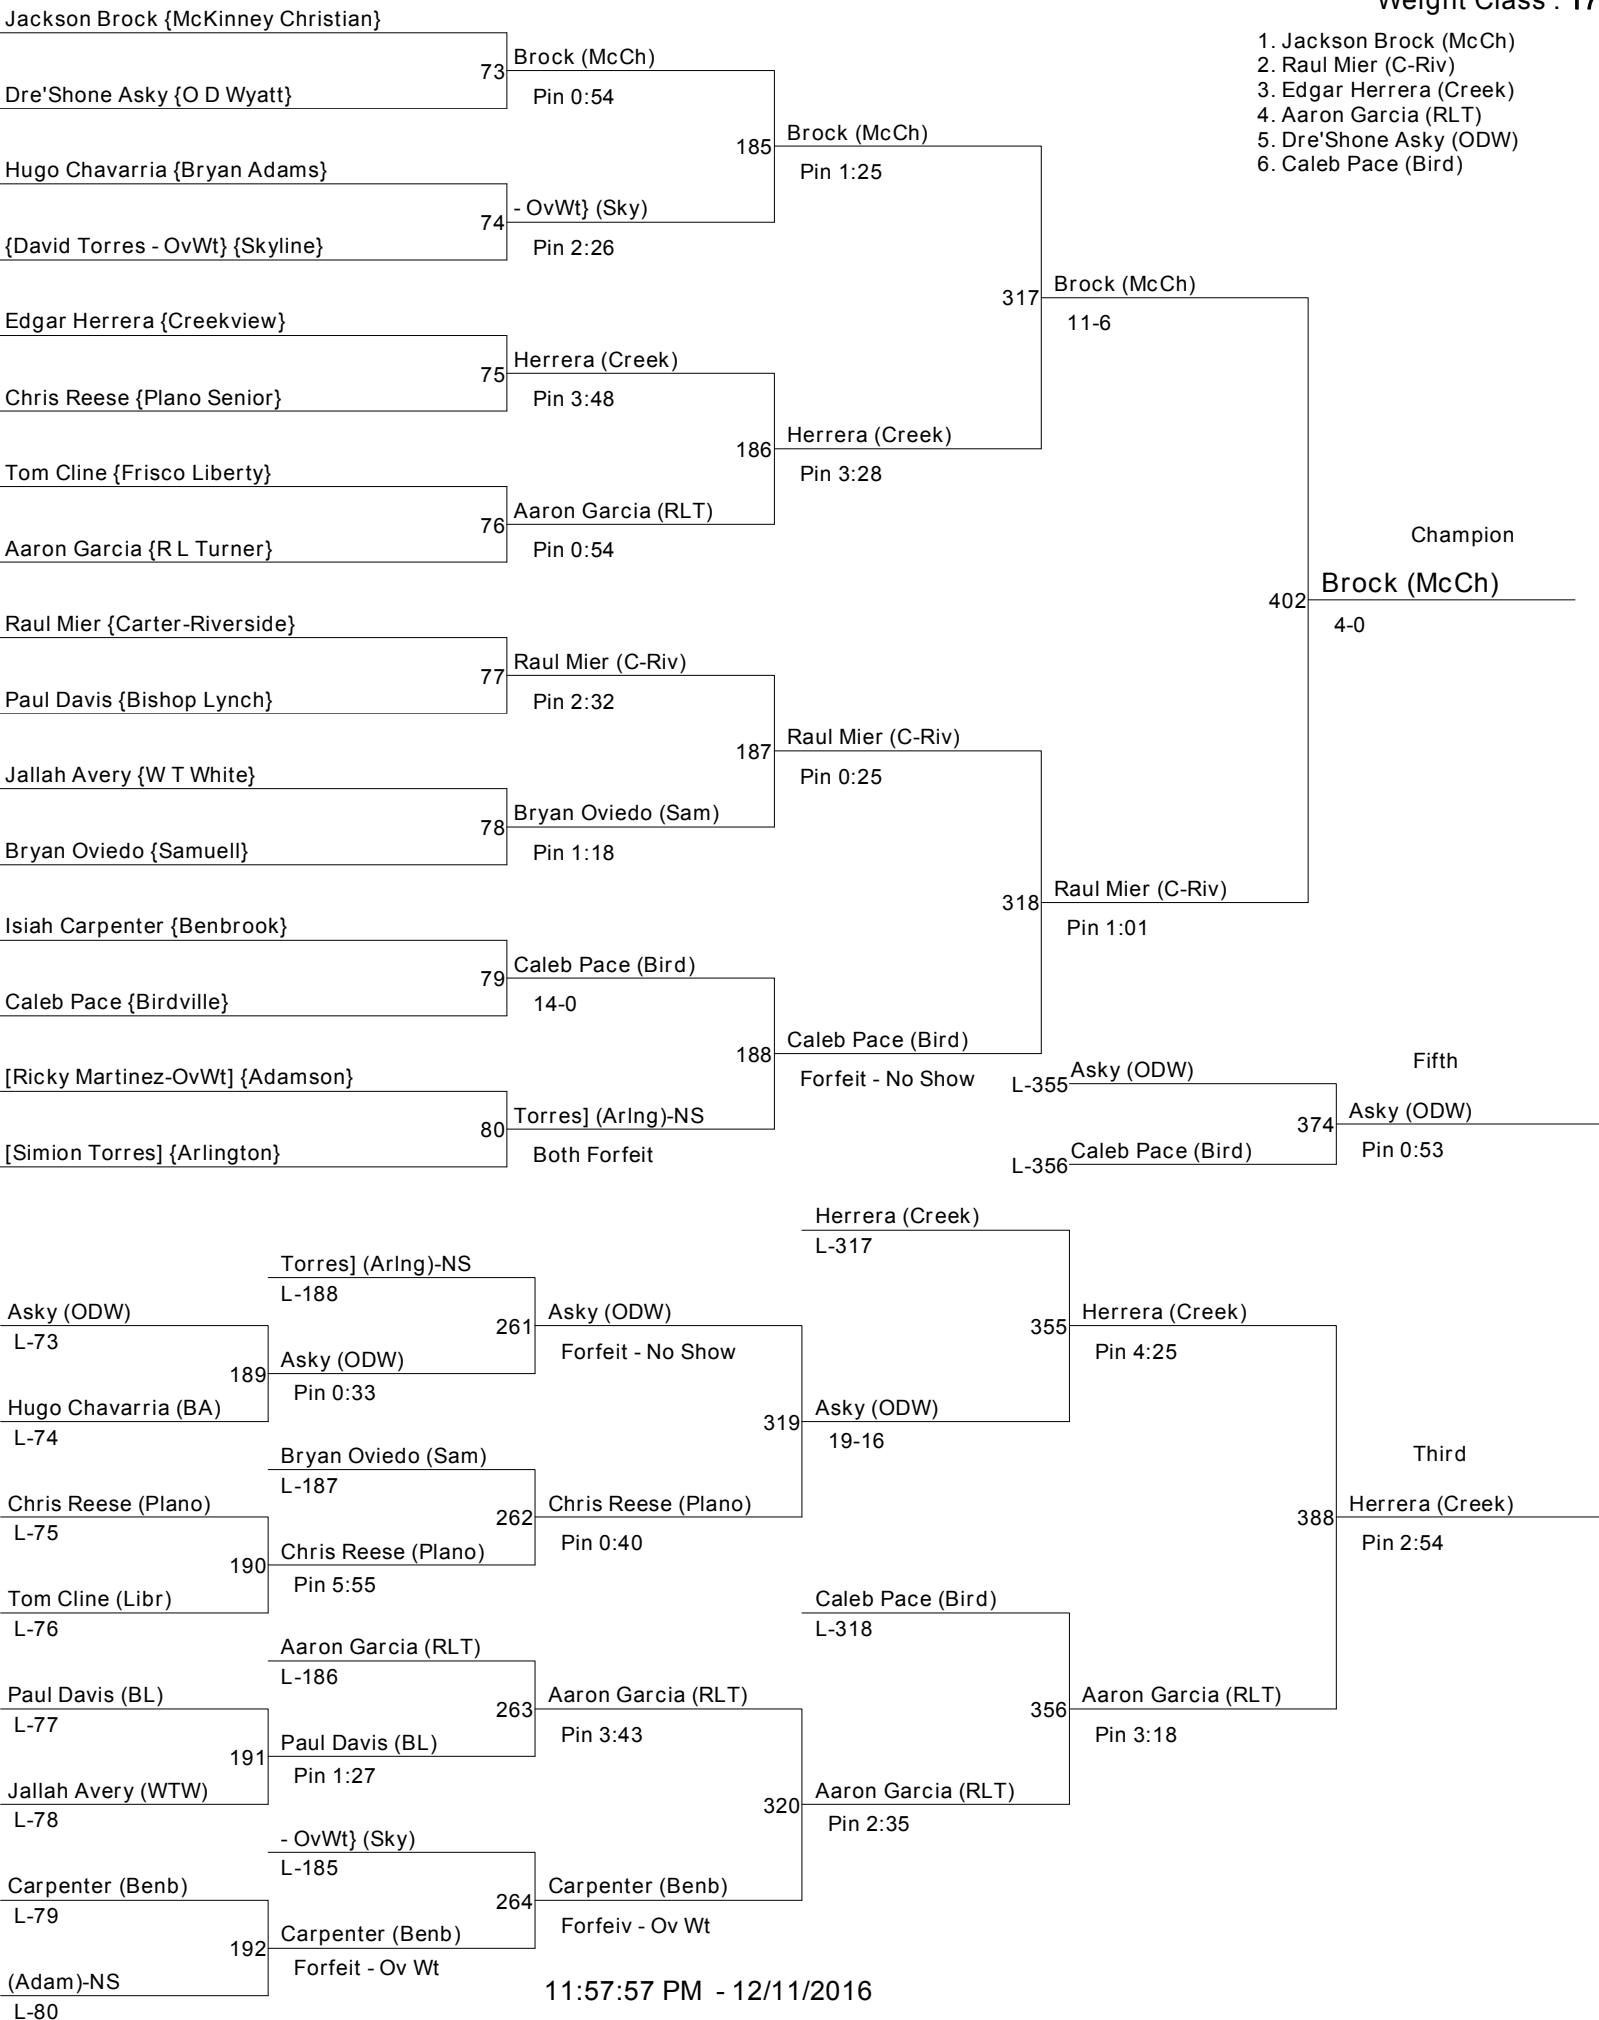 Weight Class : 17
1. Jackson Brock (McCh)
2. Raul Mier (C-Riv)
3. Edgar Herrera (Creek)
4. Aaron Garcia (RLT)
5. Dre'Shone Asky (ODW)
6. Caleb Pace (Bird)
Jackson Brock {McKinney Christian}
73
Dre'Shone Asky {O D Wyatt}
Brock (McCh)
Pin 0:54
Hugo Chavarria {Bryan Adams}
74
{David Torres - OvWt} {Skyline}
- OvWt} (Sky)
Pin 2:26
185
Brock (McCh)
Pin 1:25
Edgar Herrera {Creekview}
75
Chris Reese {Plano Senior}
Herrera (Creek)
Pin 3:48
Tom Cline {Frisco Liberty}
76
Aaron Garcia {R L Turner}
Aaron Garcia (RLT)
Pin 0:54
186
Herrera (Creek)
Pin 3:28
317
Brock (McCh)
11-6
Raul Mier {Carter-Riverside}
77
Paul Davis {Bishop Lynch}
Raul Mier (C-Riv)
Pin 2:32
Jallah Avery {W T White}
78
Bryan Oviedo {Samuell}
Bryan Oviedo (Sam)
Pin 1:18
187
Raul Mier (C-Riv)
Pin 0:25
Isiah Carpenter {Benbrook}
79
Caleb Pace {Birdville}
Caleb Pace (Bird)
14-0
[Ricky Martinez-OvWt] {Adamson}
80
[Simion Torres] {Arlington}
Torres] (Arlng)-NS
Both Forfeit
188
Caleb Pace (Bird)
Forfeit - No Show
318
Raul Mier (C-Riv)
Pin 1:01
Champion
402
Brock (McCh)
4-0
Fifth
L-355
Asky (ODW)
374
L-356
Caleb Pace (Bird)
Asky (ODW)
Pin 0:53
Asky (ODW)
L-73
189
Hugo Chavarria (BA)
L-74
Torres] (Arlng)-NS
L-188
Asky (ODW)
Pin 0:33
261
Asky (ODW)
Forfeit - No Show
Chris Reese (Plano)
L-75
190
Tom Cline (Libr)
L-76
Bryan Oviedo (Sam)
L-187
Chris Reese (Plano)
Pin 5:55
262
Chris Reese (Plano)
Pin 0:40
Herrera (Creek)
L-317
319
Asky (ODW)
19-16
355
Herrera (Creek)
Pin 4:25
Paul Davis (BL)
L-77
191
Jallah Avery (WTW)
L-78
Aaron Garcia (RLT)
L-186
Paul Davis (BL)
Pin 1:27
263
Aaron Garcia (RLT)
Pin 3:43
Carpenter (Benb)
L-79
192
(Adam)-NS
L-80
- OvWt} (Sky)
L-185
Carpenter (Benb)
Forfeit - Ov Wt
264
Carpenter (Benb)
Forfeiv - Ov Wt
Caleb Pace (Bird)
L-318
320
Aaron Garcia (RLT)
Pin 2:35
356
Aaron Garcia (RLT)
Pin 3:18
Third
388
Herrera (Creek)
Pin 2:54
11:57:57 PM - 12/11/2016